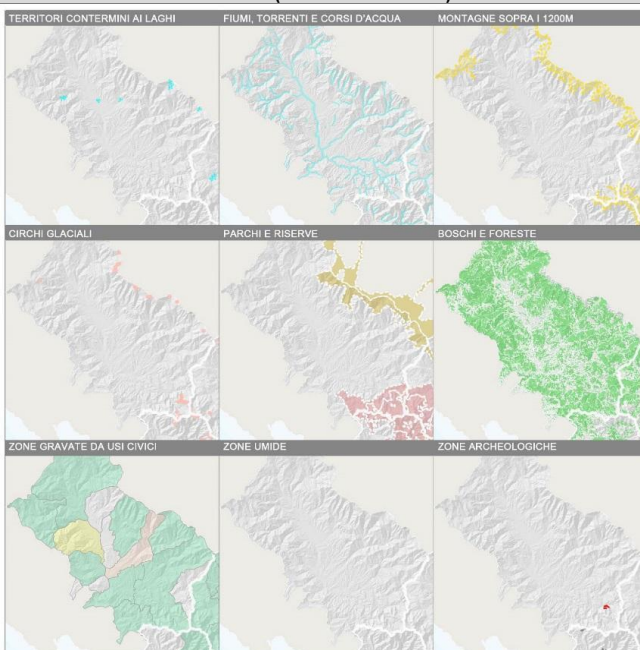 TERRITORI CONTERMINI AI LAGHI
FIUMI, TORRENTI E CORSI D'ACQUA
MONTAGNE SOPRA I 1200M
CIRCHI GLACIALI
PARCHI E RISERVE
BOSCHI E FORESTE
ZONE GRAVATE DA USI CIVICI
ZONE UMIDE
ZONE ARCHEOLOGICHE